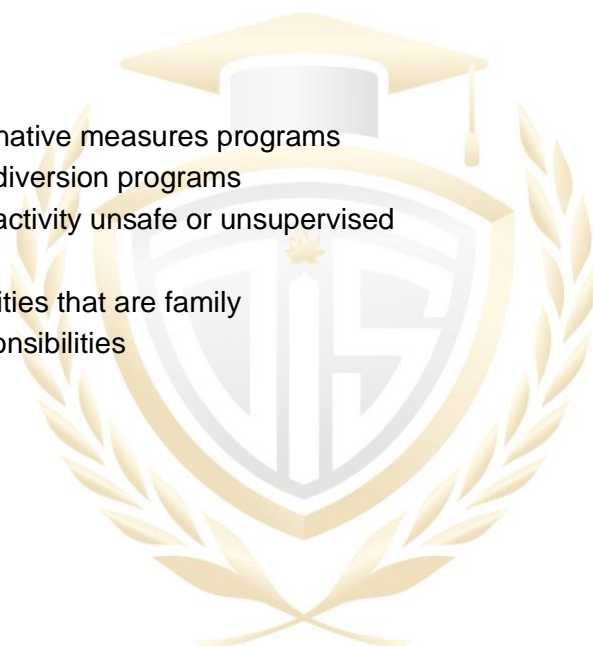 native measures programs
diversion programs
activity unsafe or unsupervised
ities that are family
onsibilities